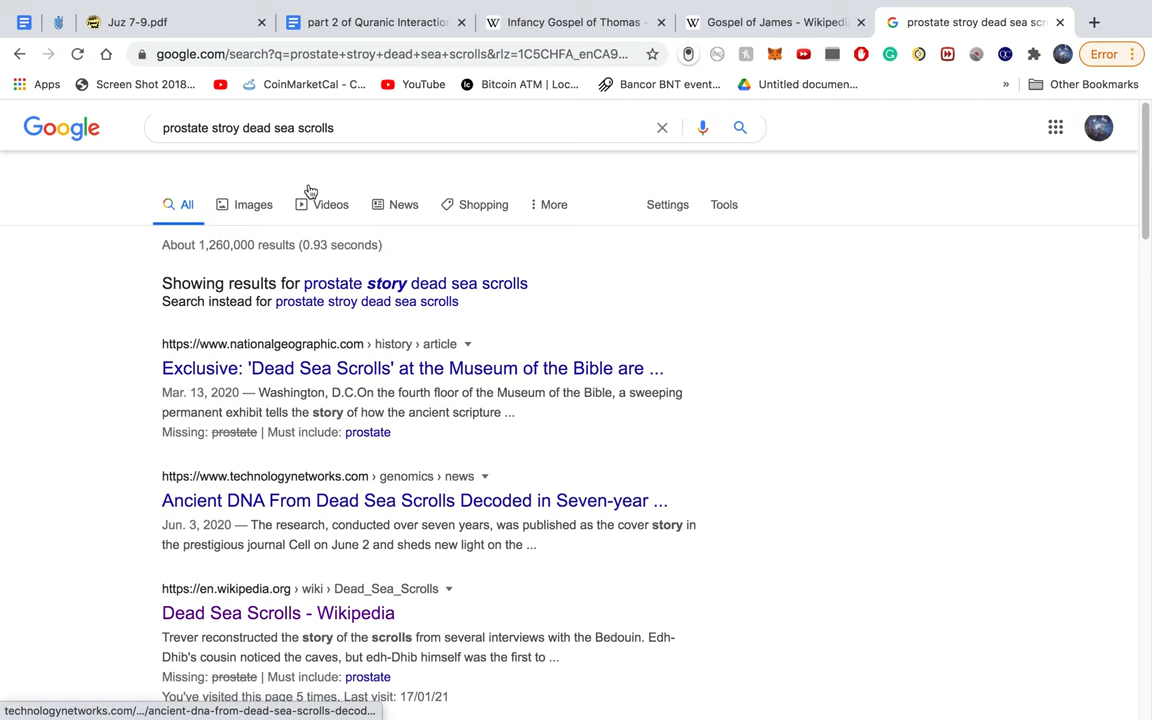 Juz 7-9.pdf
part 2 of Quranic Interaction
Infancy Gospel of Thomas -
Gospel of James - Wikipedi
prostate stroy dead sea scr
google.com/search?q=prostate+stroy+dead+sea+scrolls&rlz=1C5CHFA_enCA9...
Error
Apps
Screen Shot 2018...
CoinMarketCal - C...
YouTube
Bitcoin ATM | Loc...
Bancor BNT event...
Untitled documen...
»
Other Bookmarks
Google
prostate stroy dead sea scrolls
All
Images
Videos
News
Shopping
More
Settings
Tools
About 1,260,000 results (0.93 seconds)
Showing results for prostate story dead sea scrolls
Search instead for prostate stroy dead sea scrolls
https://www.nationalgeographic.com › history › article
Exclusive: 'Dead Sea Scrolls' at the Museum of the Bible are ...
Mar. 13, 2020 — Washington, D.C.On the fourth floor of the Museum of the Bible, a sweeping
permanent exhibit tells the story of how the ancient scripture ...
Missing: prostate | Must include: prostate
https://www.technologynetworks.com › genomics › news
Ancient DNA From Dead Sea Scrolls Decoded in Seven-year ...
Jun. 3, 2020 — The research, conducted over seven years, was published as the cover story in
the prestigious journal Cell on June 2 and sheds new light on the ...
https://en.wikipedia.org › wiki › Dead_Sea_Scrolls
Dead Sea Scrolls - Wikipedia
Trever reconstructed the story of the scrolls from several interviews with the Bedouin. Edh-
Dhib's cousin noticed the caves, but edh-Dhib himself was the first to ...
Missing: prostate | Must include: prostate
You've visited this page 5 times. Last visit: 17/01/21
technologynetworks.com/.../ancient-dna-from-dead-sea-scrolls-decod...